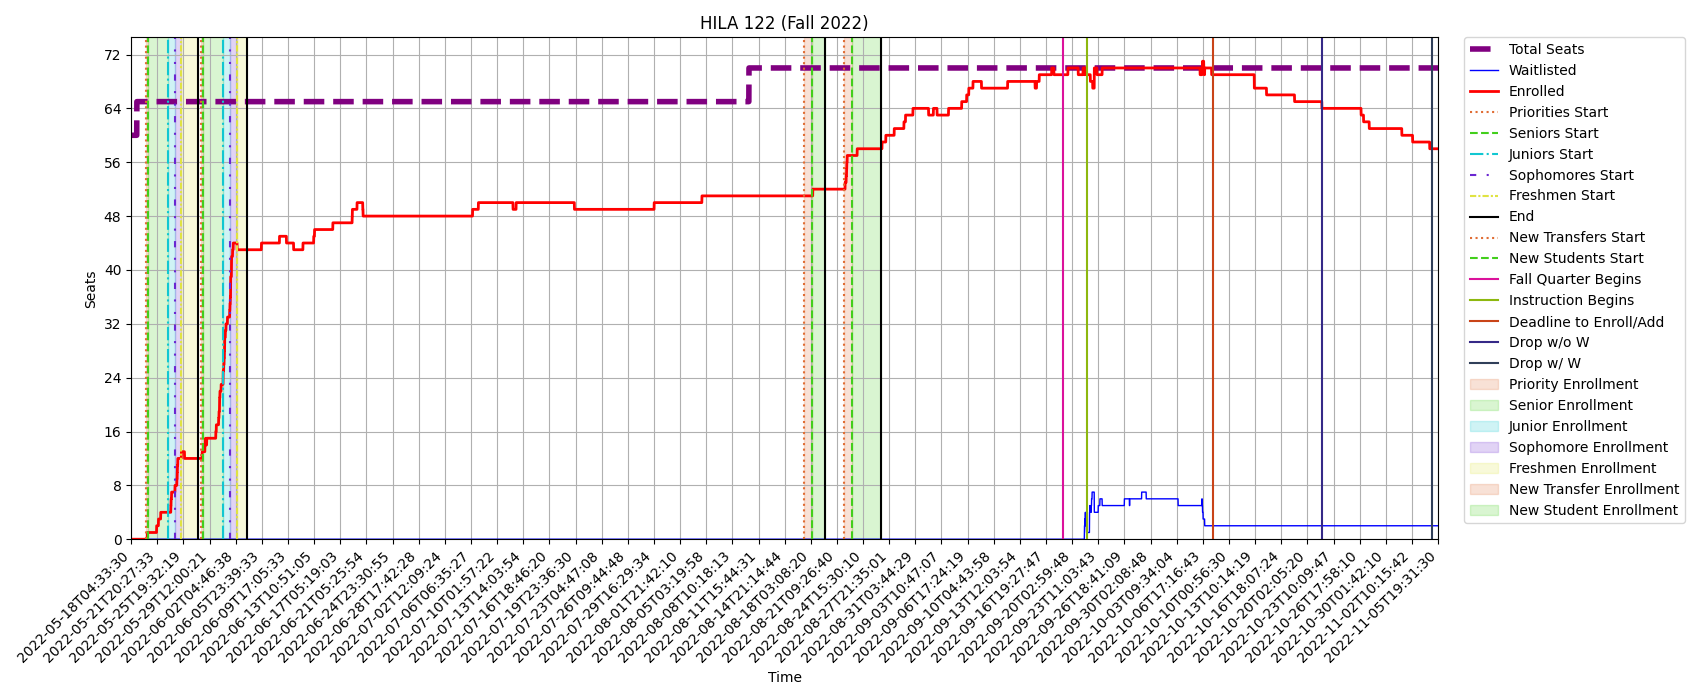 HILA 122 (Fall 2022)
72
64
56
48
40
32
24
16
8
0
Seats
2022-05-18T04:33:30
2022-05-21T20:27:33
2022-05-25T19:32:19
2022-05-29T12:00:21
2022-06-02T04:46:38
2022-06-05T23:39:33
2022-06-09T17:05:33
2022-06-13T10:51:05
2022-06-17T05:19:03
2022-06-21T05:25:54
2022-06-24T23:30:55
2022-06-28T17:42:28
2022-07-02T12:09:24
2022-07-06T06:35:27
2022-07-10T01:57:22
2022-07-13T14:03:54
2022-07-16T18:46:20
2022-07-19T23:36:30
2022-07-23T04:47:08
2022-07-26T09:44:48
2022-07-29T16:29:34
2022-08-01T21:42:10
2022-08-05T03:19:58
2022-08-08T10:18:13
2022-08-11T15:44:31
2022-08-14T21:14:44
2022-08-18T03:08:20
2022-08-21T09:26:40
2022-08-24T15:30:10
2022-08-27T21:35:01
2022-08-31T03:44:29
2022-09-03T10:47:07
2022-09-06T17:24:19
2022-09-10T04:43:58
2022-09-13T12:03:54
2022-09-16T19:27:47
2022-09-20T02:59:48
2022-09-23T11:03:43
2022-09-26T18:41:09
2022-09-30T02:08:48
2022-10-03T09:34:04
2022-10-06T17:16:43
2022-10-10T00:56:30
2022-10-13T10:14:19
2022-10-16T18:07:24
2022-10-20T02:05:20
2022-10-23T10:09:47
2022-10-26T17:58:10
2022-10-30T01:42:10
2022-11-02T10:15:42
2022-11-05T19:31:30
Time
Total Seats
Waitlisted
Enrolled
Priorities Start
Seniors Start
Juniors Start
Sophomores Start
Freshmen Start
End
New Transfers Start
New Students Start
Fall Quarter Begins
Instruction Begins
Deadline to Enroll/Add
Drop w/o W
Drop w/ W
Priority Enrollment
Senior Enrollment
Junior Enrollment
Sophomore Enrollment
Freshmen Enrollment
New Transfer Enrollment
New Student Enrollment